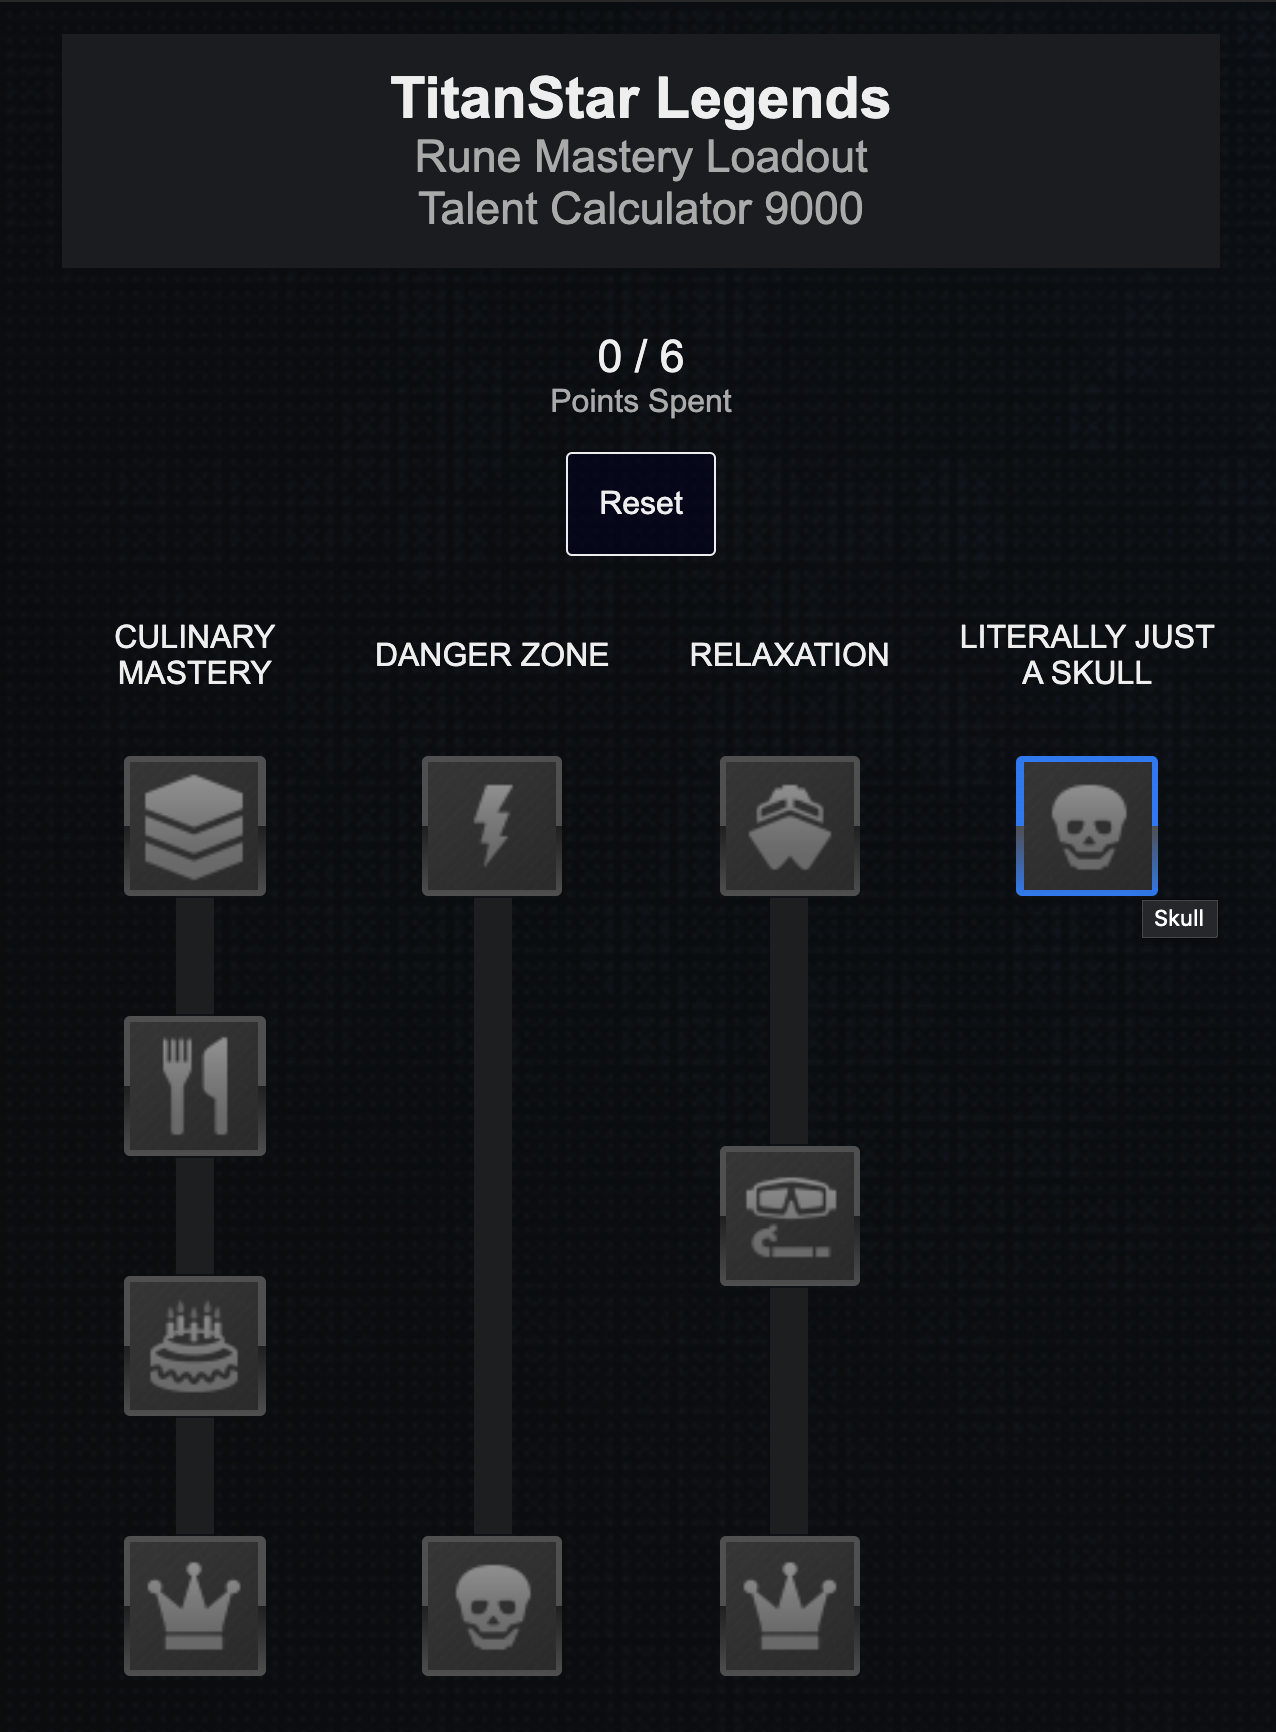 TitanStar Legends
Rune Mastery Loadout
Talent Calculator 9000
0 / 6
Points Spent
Reset
CULINARY
MASTERY
DANGER ZONE
RELAXATION
LITERALLY JUST
A SKULL
Skull